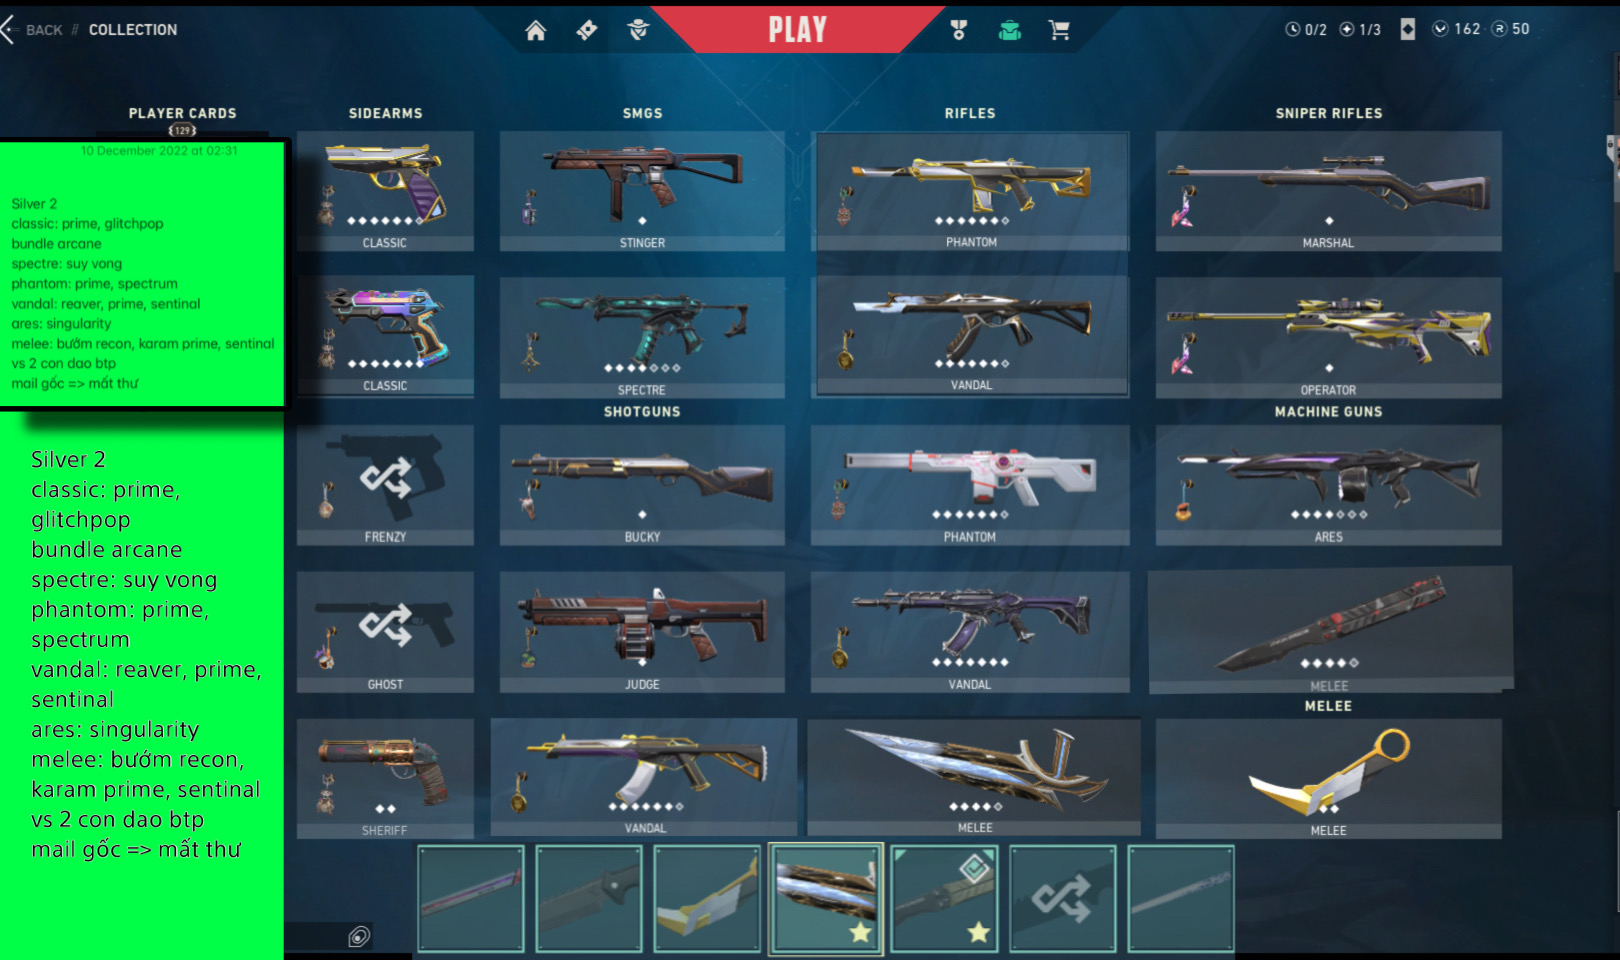 BACK // COLLECTION
PLAY
0/2 1/3 162 R 50
PLAYER CARDS
129
SIDEARMS
SMGS
RIFLES
SNIPER RIFLES
10 December 2022 at 02:31
Silver 2
classic: prime, glitchpop
bundle arcane
spectre: suy vong
phantom: prime, spectrum
vandal: reaver, prime, sentinal
ares: singularity
melee: bướm recon, karam prime, sentinal
vs 2 con dao btp
mail gốc => mất thư
CLASSIC
STINGER
PHANTOM
MARSHAL
CLASSIC
SPECTRE
VANDAL
OPERATOR
SHOTGUNS
MACHINE GUNS
FRENZY
BUCKY
PHANTOM
ARES
GHOST
JUDGE
VANDAL
MELEE
MELEE
SHERIFF
VANDAL
MELEE
MELEE
Silver 2
classic: prime,
glitchpop
bundle arcane
spectre: suy vong
phantom: prime,
spectrum
vandal: reaver, prime,
sentinal
ares: singularity
melee: bướm recon,
karam prime, sentinal
vs 2 con dao btp
mail gốc => mất thư